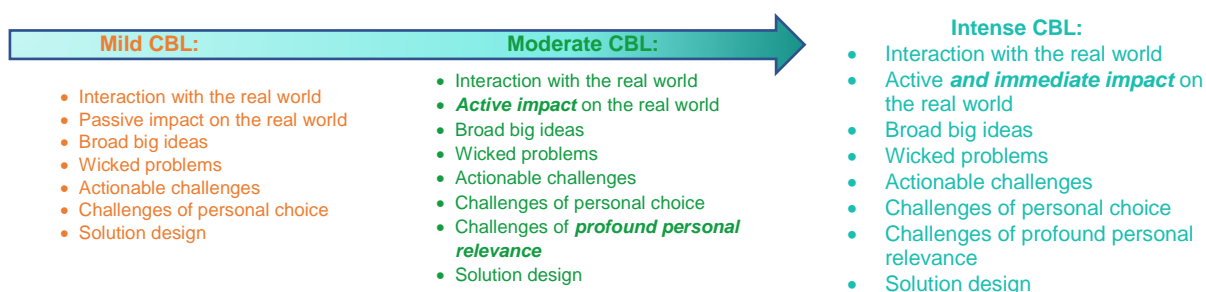 Mild CBL:
• Interaction with the real world
• Passive impact on the real world
• Broad big ideas
• Wicked problems
• Actionable challenges
• Challenges of personal choice
• Solution design
Moderate CBL:
• Interaction with the real world
• Active impact on the real world
• Broad big ideas
• Wicked problems
• Actionable challenges
• Challenges of personal choice
• Challenges of profound personal
relevance
• Solution design
Intense CBL:
• Interaction with the real world
• Active and immediate impact on
the real world
• Broad big ideas
• Wicked problems
• Actionable challenges
• Challenges of personal choice
• Challenges of profound personal
relevance
• Solution design